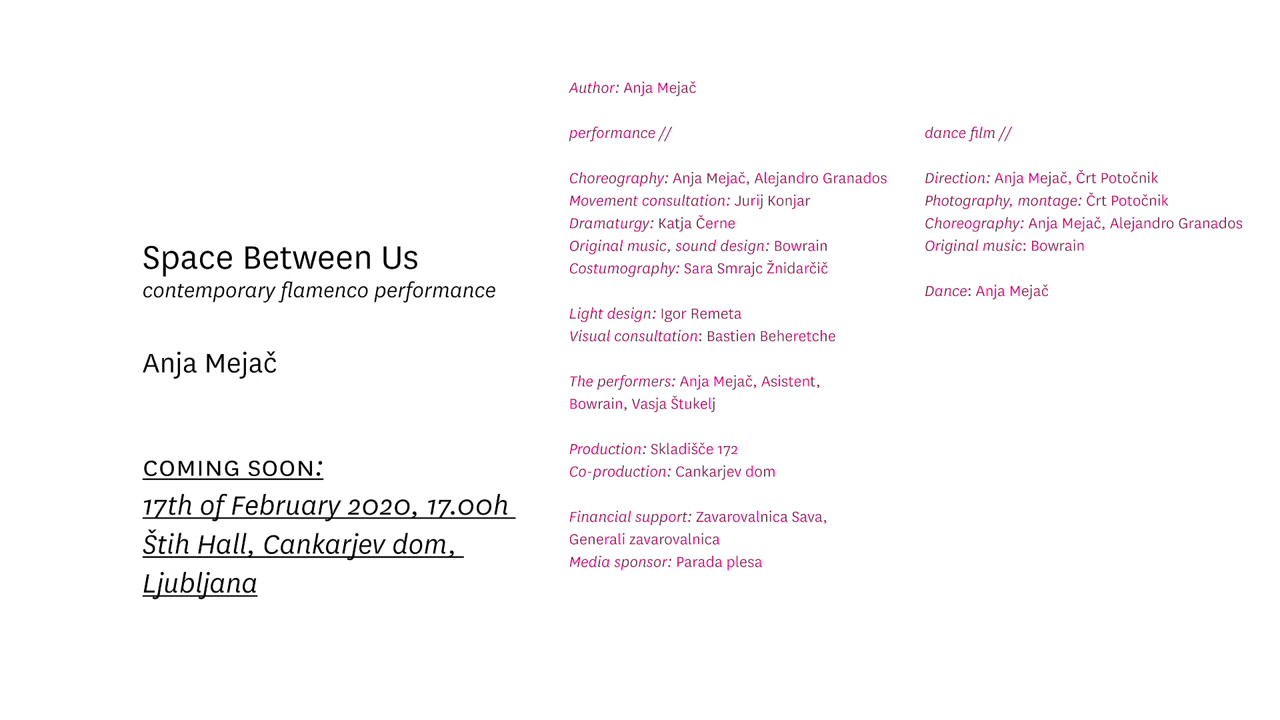 Space Between Us
contemporary flamenco performance
Anja Mejač
COMING SOON:
17th of February 2020, 17.00h
Štih Hall, Cankarjev dom,
Ljubljana
Author: Anja Mejač
performance //
Choreography: Anja Mejač, Alejandro Granados
Movement consultation: Jurij Konjar
Dramaturgy: Katja Černe
Original music, sound design: Bowrain
Costumography: Sara Smrajc Žnidarčič
Light design: Igor Remeta
Visual consultation: Bastien Beheretche
The performers: Anja Mejač, Asistent,
Bowrain, Vasja Štukelj
Production: Skladišče 172
Co-production: Cankarjev dom
Financial support: Zavarovalnica Sava,
Generali zavarovalnica
Media sponsor: Parada plesa
dance film //
Direction: Anja Mejač, Črt Potočnik
Photography, montage: Črt Potočnik
Choreography: Anja Mejač, Alejandro Granados
Original music: Bowrain
Dance: Anja Mejač